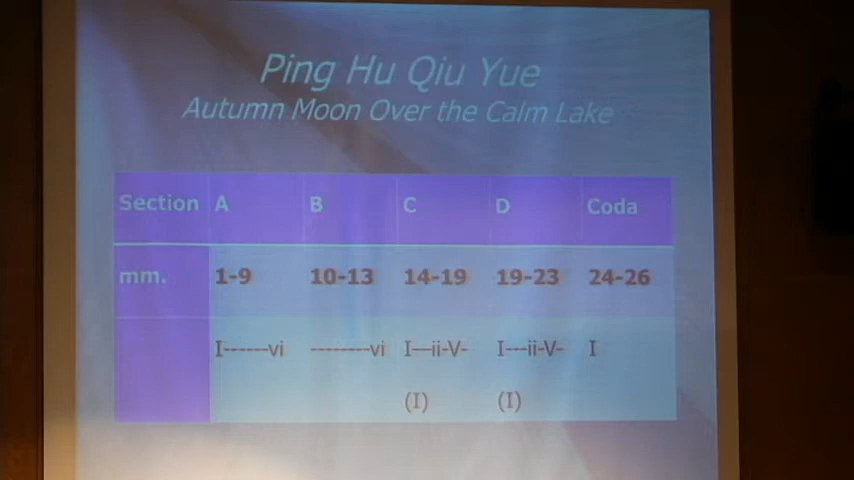 Ping Hu Qiu Yue
Autumn Moon Over the Calm Lake
Section A B C D Coda
mm. 1-9 10-13 14-19 19-23 24-26
I------vi --------vi I—ii-V- I---ii-V- I
(I) (I)